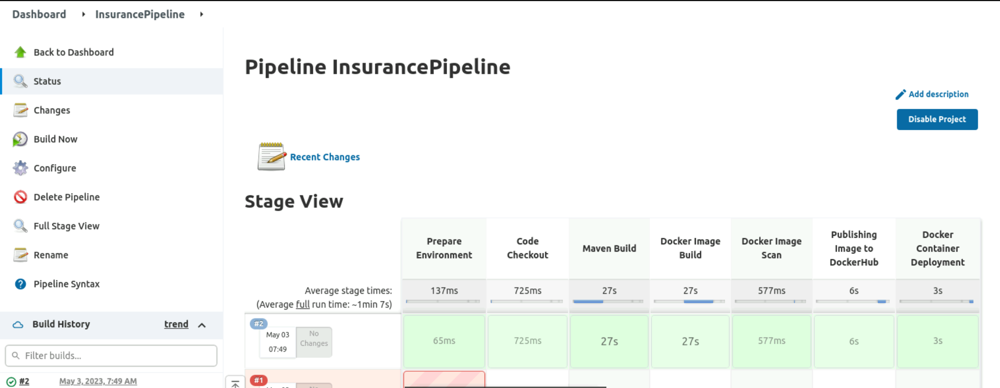 Dashboard
InsurancePipeline
Back to Dashboard
Status
Changes
Build Now
Configure
Delete Pipeline
Full Stage View
Rename
Pipeline Syntax
Build History
trend
Filter builds...
#2
May 3, 2023, 7:49 AM
Pipeline InsurancePipeline
Add description
Disable Project
Recent Changes
Stage View
Prepare
Environment
Code
Checkout
Maven Build
Docker Image
Build
Docker Image
Scan
Publishing
Image to
DockerHub
Docker
Container
Deployment
Average stage times:
(Average full run time: ~1min 7s)
137ms
725ms
27s
27s
577ms
6s
3s
#2
May 03
07:49
No
Changes
65ms
725ms
27s
27s
577ms
6s
3s
#1
No